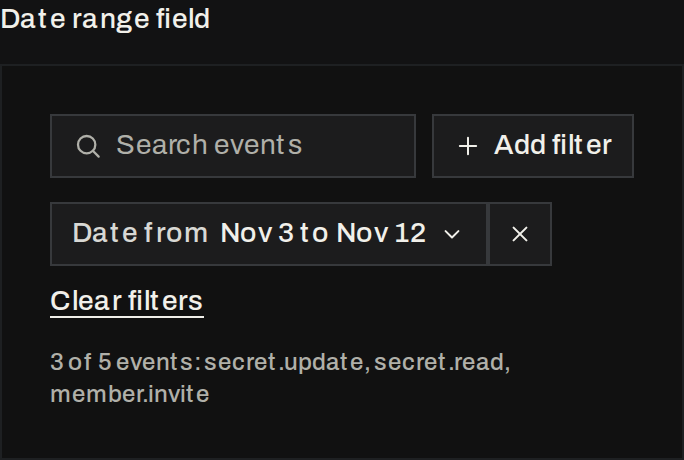 Date range field
Search events
Add filter
Date from Nov 3 to Nov 12
Clear filters
3 of 5 events: secret.update, secret.read,
member.invite